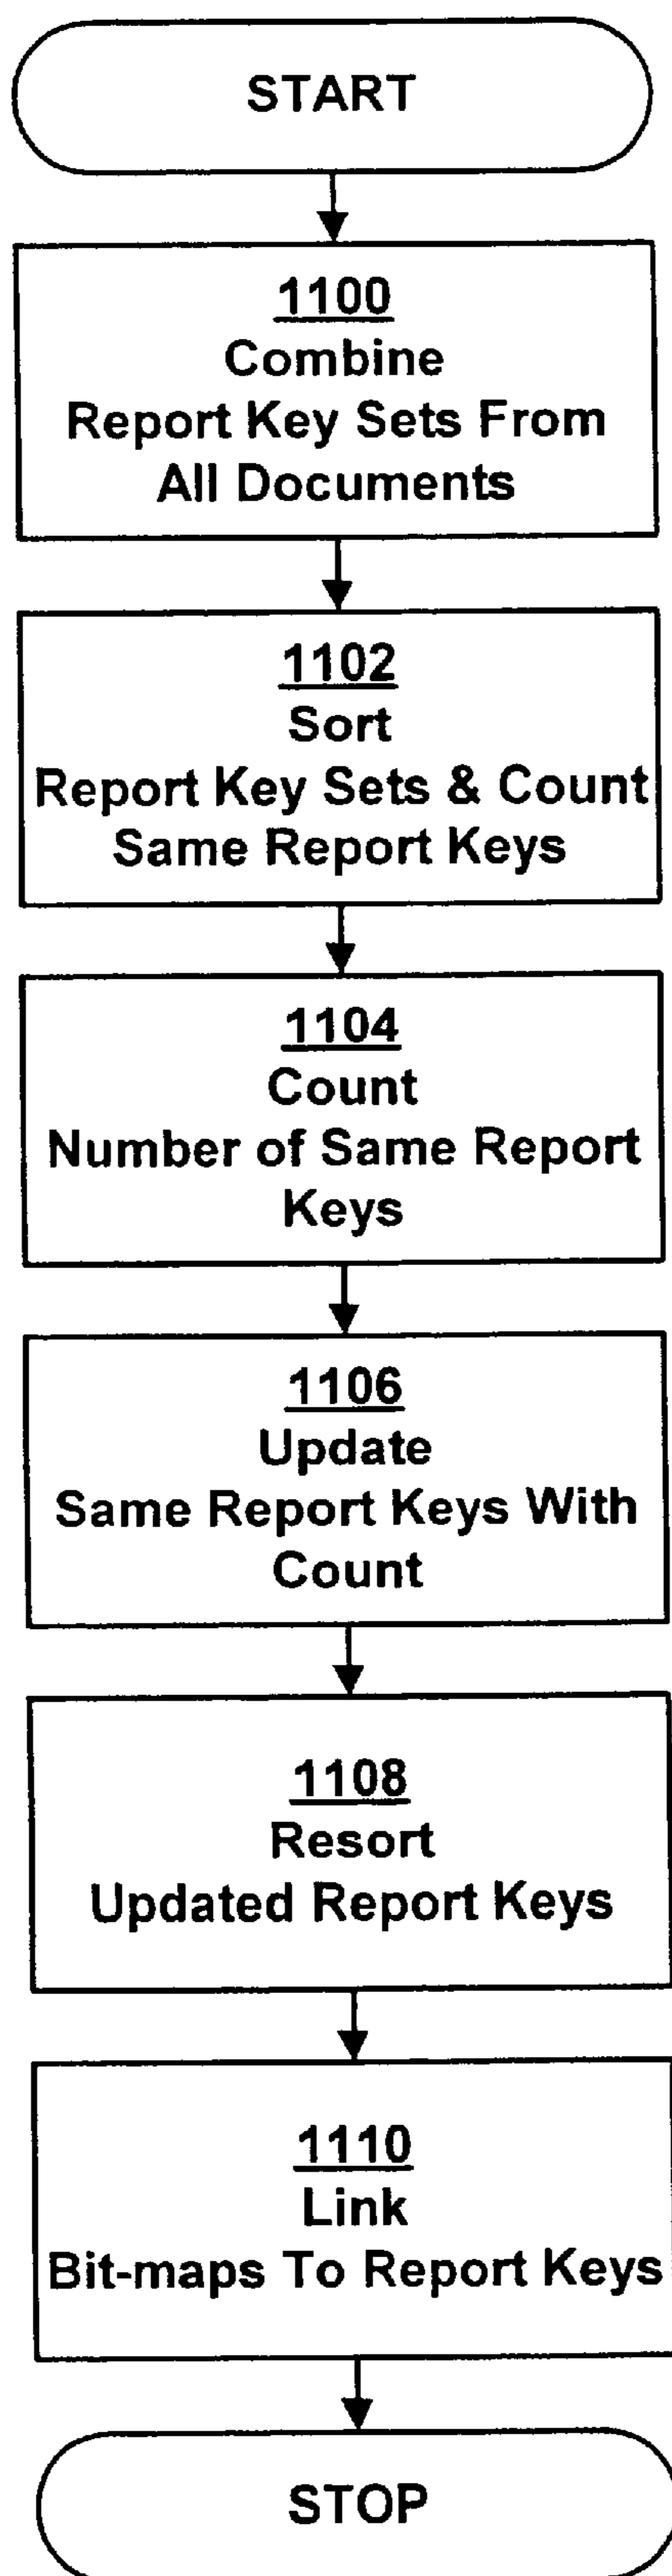 START
1100
Combine
Report Key Sets From
All Documents
1102
Sort
Report Key Sets & Count
Same Report Keys
1104
Count
Number of Same Report
Keys
1106
Update
Same Report Keys With
Count
1108
Resort
Updated Report Keys
1110
Link
Bit-maps To Report Keys
STOP